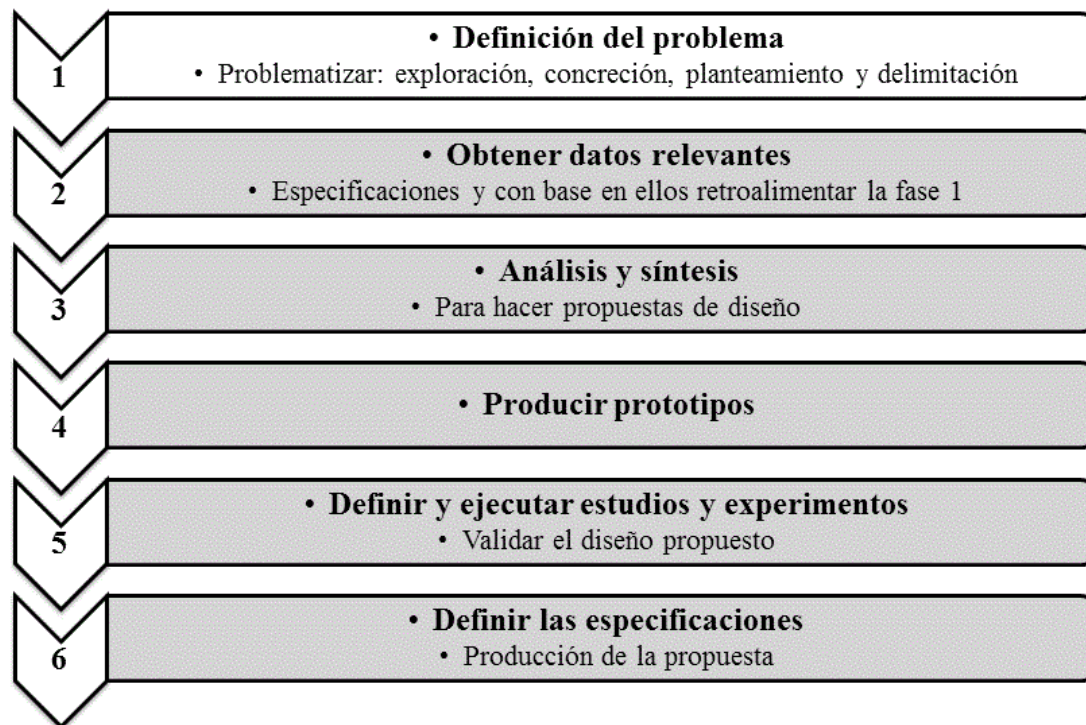 1
• Definición del problema
• Problematizar: exploración, concreción, planteamiento y delimitación
2
• Obtener datos relevantes
• Especificaciones y con base en ellos retroalimentar la fase 1
3
• Análisis y síntesis
• Para hacer propuestas de diseño
4
• Producir prototipos
5
• Definir y ejecutar estudios y experimentos
• Validar el diseño propuesto
6
• Definir las especificaciones
• Producción de la propuesta